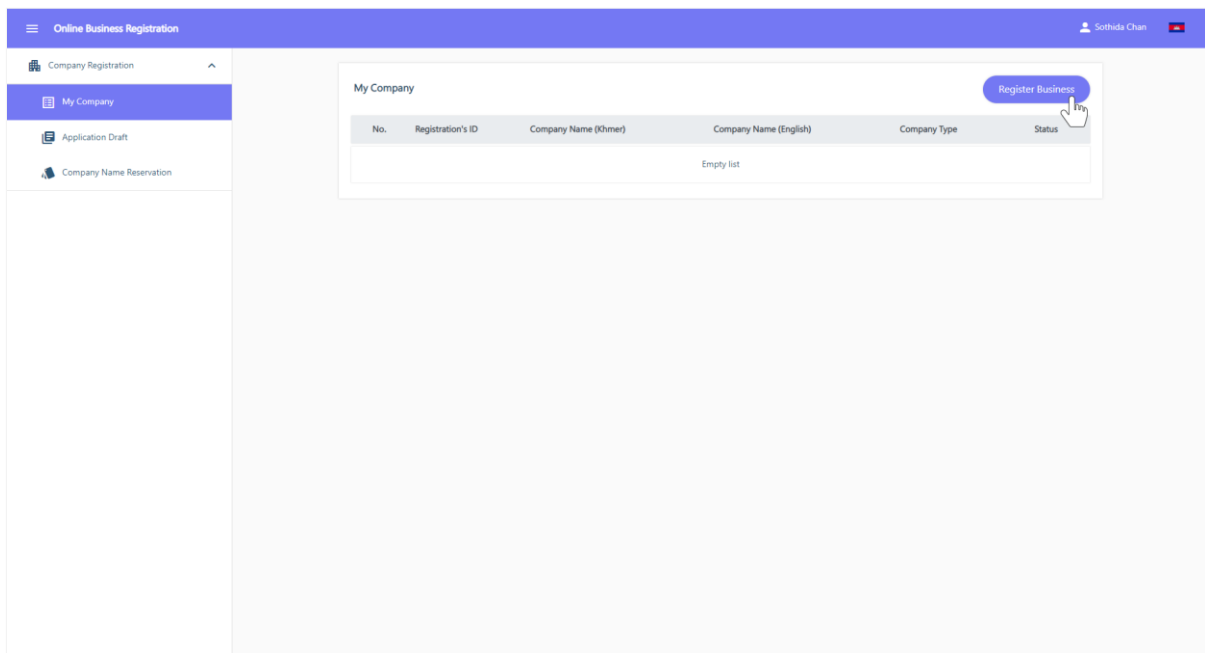 Online Business Registration
Sothida Chan
Company Registration
My Company
Application Draft
Company Name Reservation
My Company
Register Business
No. Registration's ID Company Name (Khmer) Company Name (English) Company Type Status
Empty list